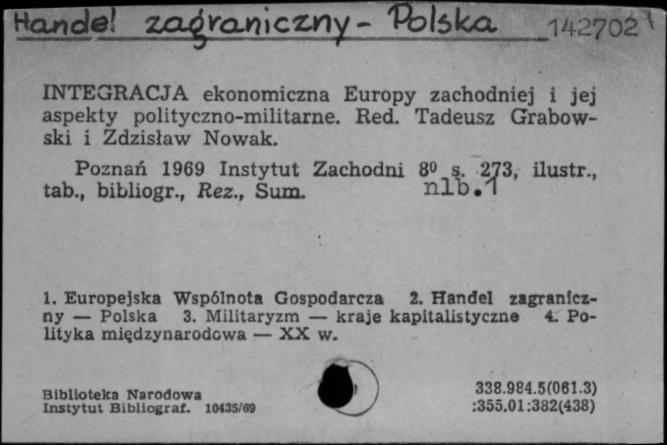 Handel zagraniczny - Polska 142702
INTEGRACJA ekonomiczna Europy zachodniej i jej
aspekty polityczno-militarne. Red. Tadeusz Grabow-
ski i Zdzisław Nowak.
Poznań 1969 Instytut Zachodni 8º s. 273, ilustr.,
tab., bibliogr., Rez., Sum. nlb.1
1. Europejska Wspólnota Gospodarcza 2. Handel zagranicz-
ny — Polska 3. Militaryzm — kraje kapitalistyczne 4. Po-
lityka międzynarodowa — XX w.
Biblioteka Narodowa 338.984.5(061.3)
Instytut Bibliograf. 10435/69 :355.01:382(438)